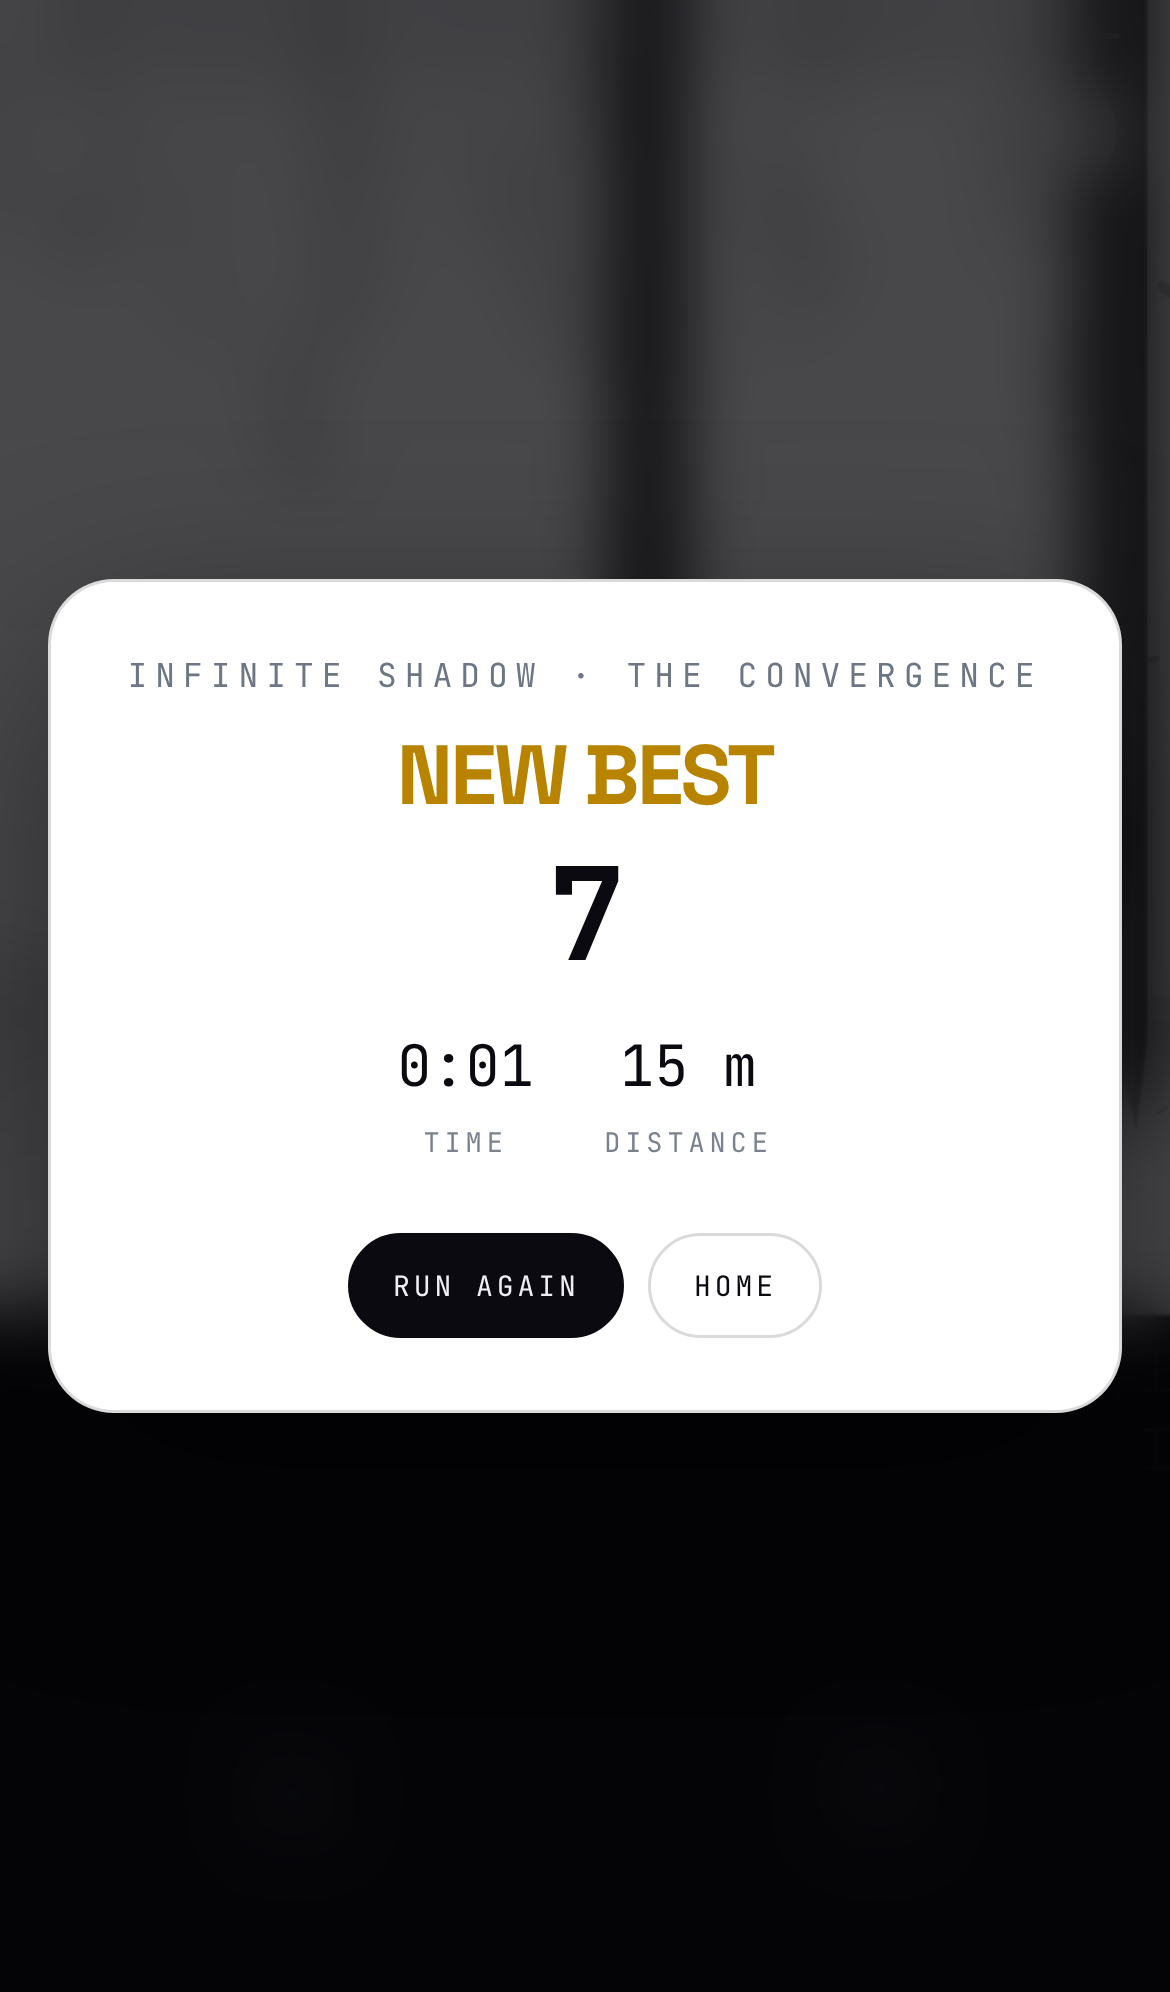 INFINITE SHADOW · THE CONVERGENCE
NEW BEST
7
0:01 15 m
TIME DISTANCE
RUN AGAIN HOME